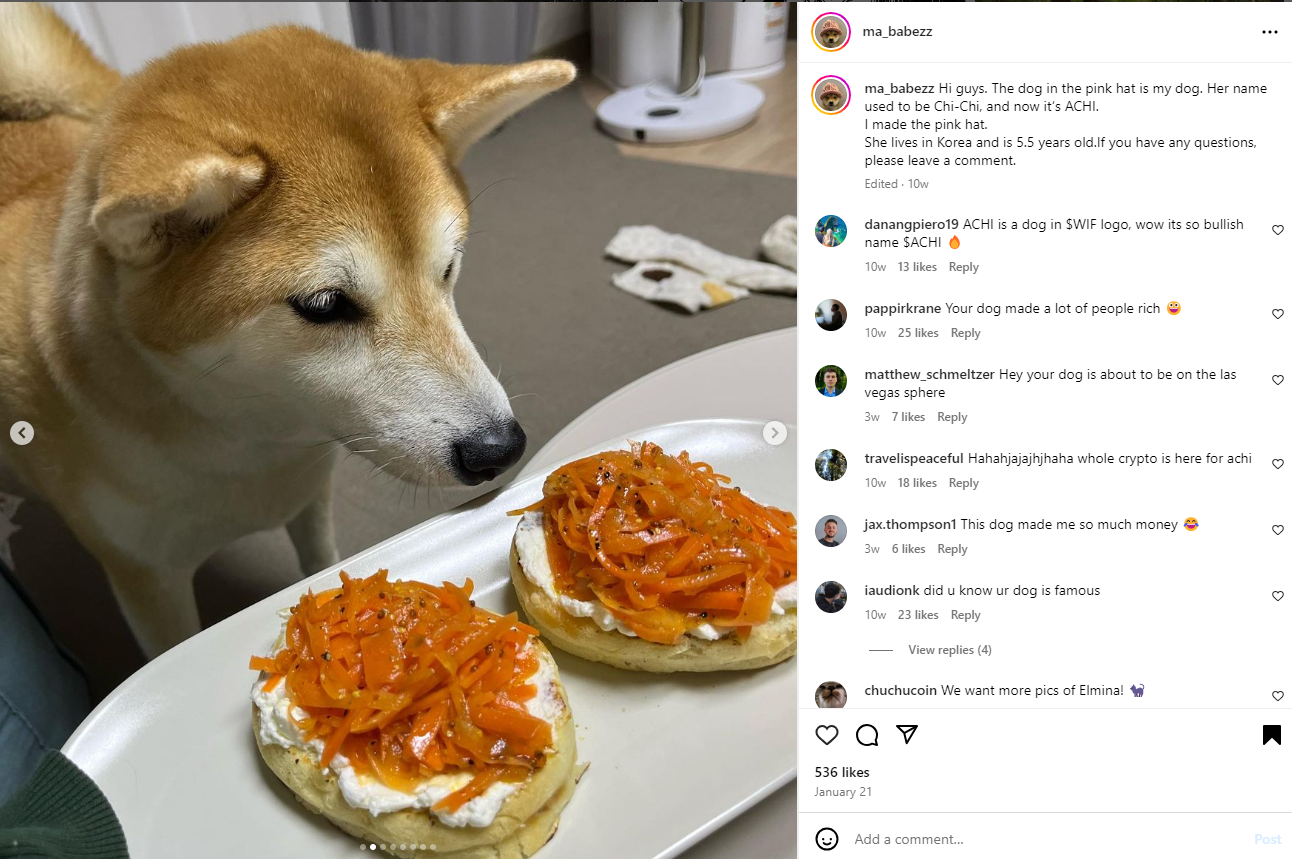 ma_babezz
ma_babezz Hi guys. The dog in the pink hat is my dog. Her name
used to be Chi-Chi, and now it’s ACHI.
I made the pink hat.
She lives in Korea and is 5.5 years old.If you have any questions,
please leave a comment.
Edited · 10w
danangpiero19 ACHI is a dog in $WIF logo, wow its so bullish
name $ACHI 🔥
10w 13 likes Reply
pappirkrane Your dog made a lot of people rich 😀
10w 25 likes Reply
matthew_schmeltzer Hey your dog is about to be on the las
vegas sphere
3w 7 likes Reply
travelispeaceful Hahahjajajhjhaha whole crypto is here for achi
10w 18 likes Reply
jax.thompson1 This dog made me so much money 😂
3w 6 likes Reply
iaudionk did u know ur dog is famous
10w 23 likes Reply
View replies (4)
chuchucoin We want more pics of Elmina! 🐈‍⬛
536 likes
January 21
Add a comment...
Post